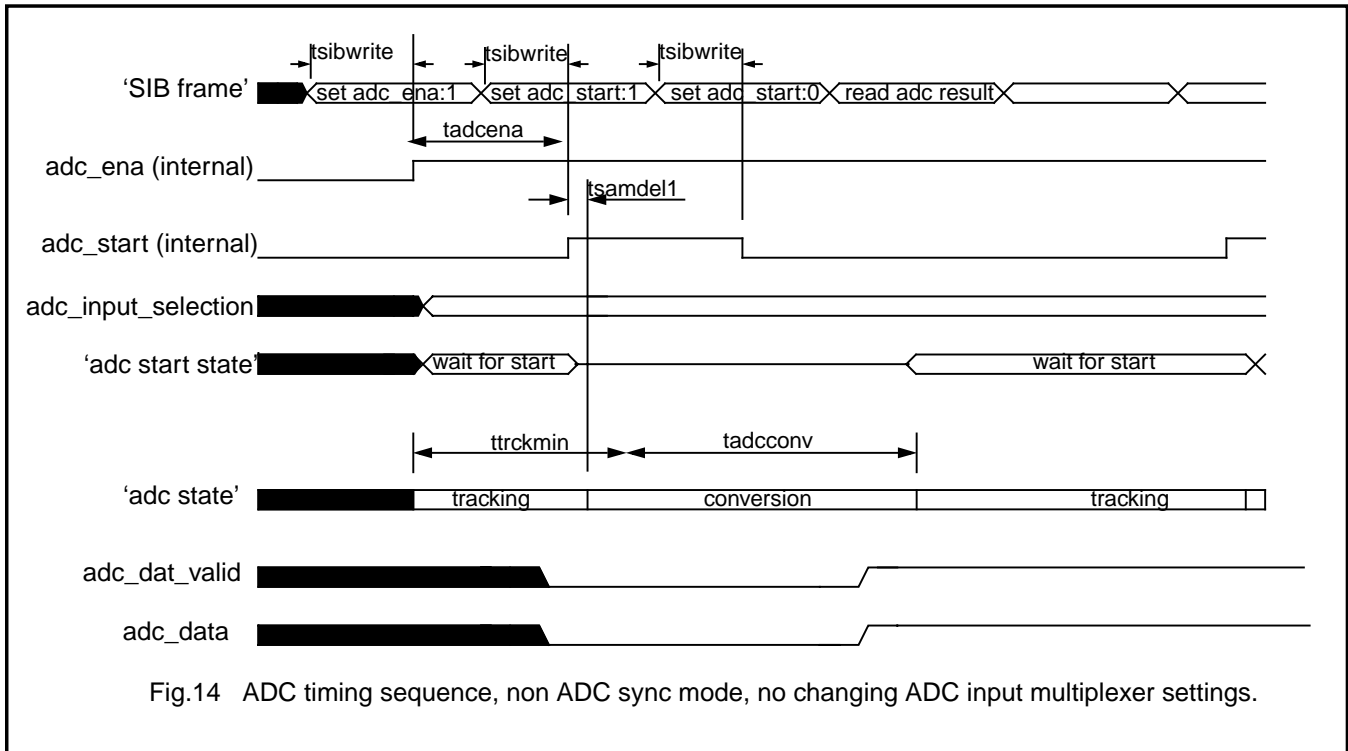 tsibwrite tsibwrite tsibwrite
‘SIB frame’ set adc_ena:1 set adc_start:1 set adc_start:0 read adc result
tadcena
adc_ena (internal)
tsamdel1
adc_start (internal)
adc_input_selection
‘adc start state’ wait for start wait for start
ttrckmin tadcconv
‘adc state’ tracking conversion tracking
adc_dat_valid
adc_data
Fig.14 ADC timing sequence, non ADC sync mode, no changing ADC input multiplexer settings.